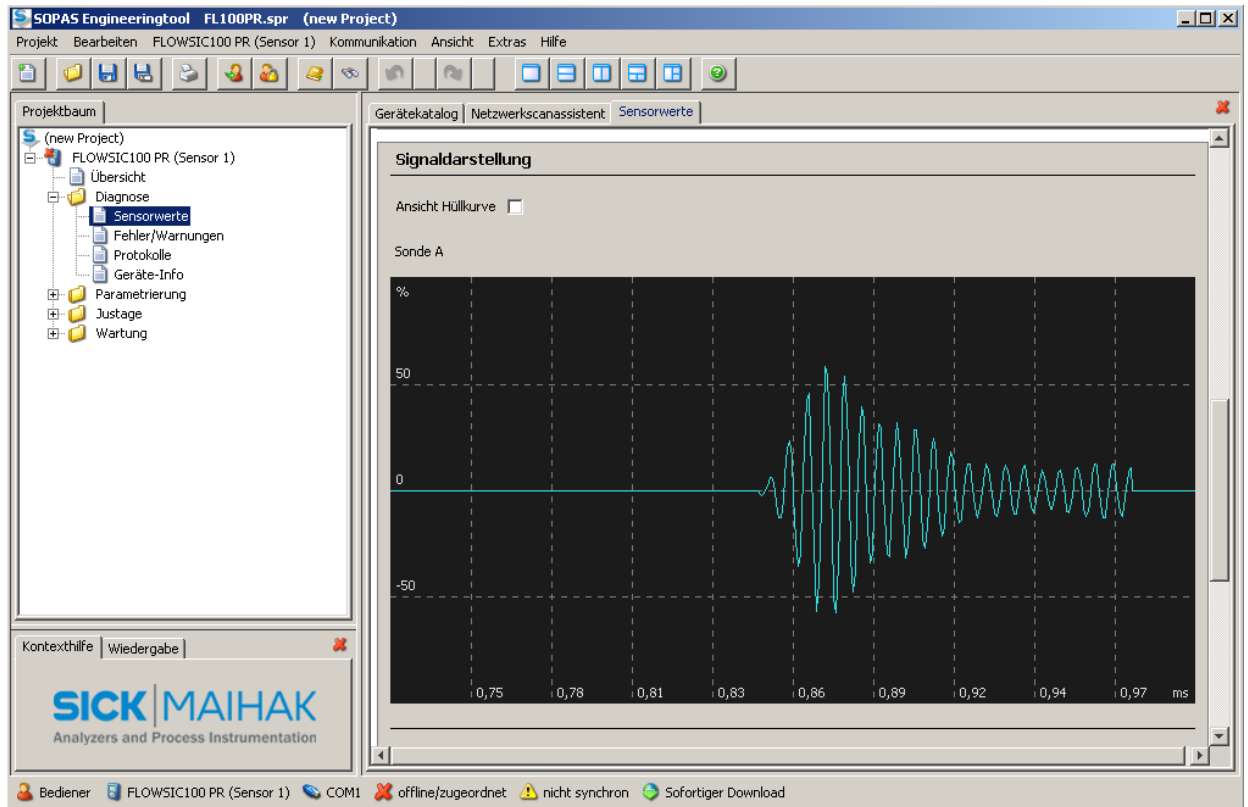 SOPAS Engineeringtool FL100PR.spr (new Project)
Projekt Bearbeiten FLOWSIC100 PR (Sensor 1) Kommunikation Ansicht Extras Hilfe
Projektbaum
(new Project)
FLOWSIC100 PR (Sensor 1)
Übersicht
Diagnose
Sensorwerte
Fehler/Warnungen
Protokolle
Geräte-Info
Parametrierung
Justage
Wartung
Kontexthilfe Wiedergabe
SICK MAIHAK
Analyzers and Process Instrumentation
Gerätekatalog Netzwerkscanassistent Sensorwerte
Signaldarstellung
Ansicht Hüllkurve
Sonde A
%
50
0
-50
0,75 0,78 0,81 0,83 0,86 0,89 0,92 0,94 0,97 ms
Bediener FLOWSIC100 PR (Sensor 1) COM1 offline/zugeordnet nicht synchron Sofortiger Download